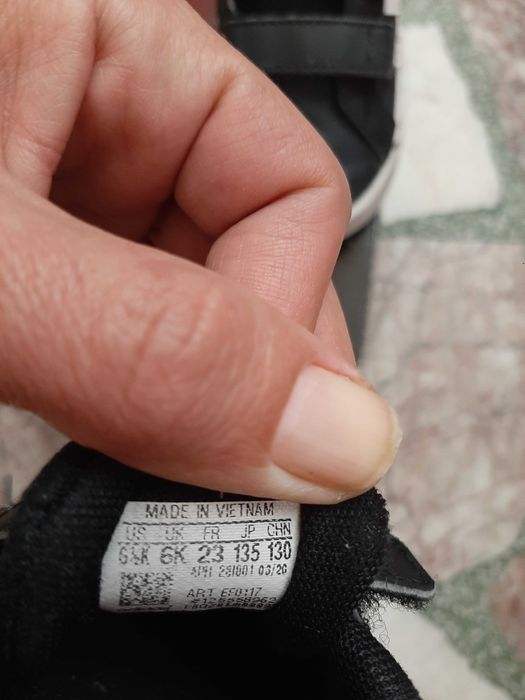 MADE IN VIETNAM
US UK FR JP CHN
6½K 6K 23 135 130
APH 281001 03/20
ART EF0117